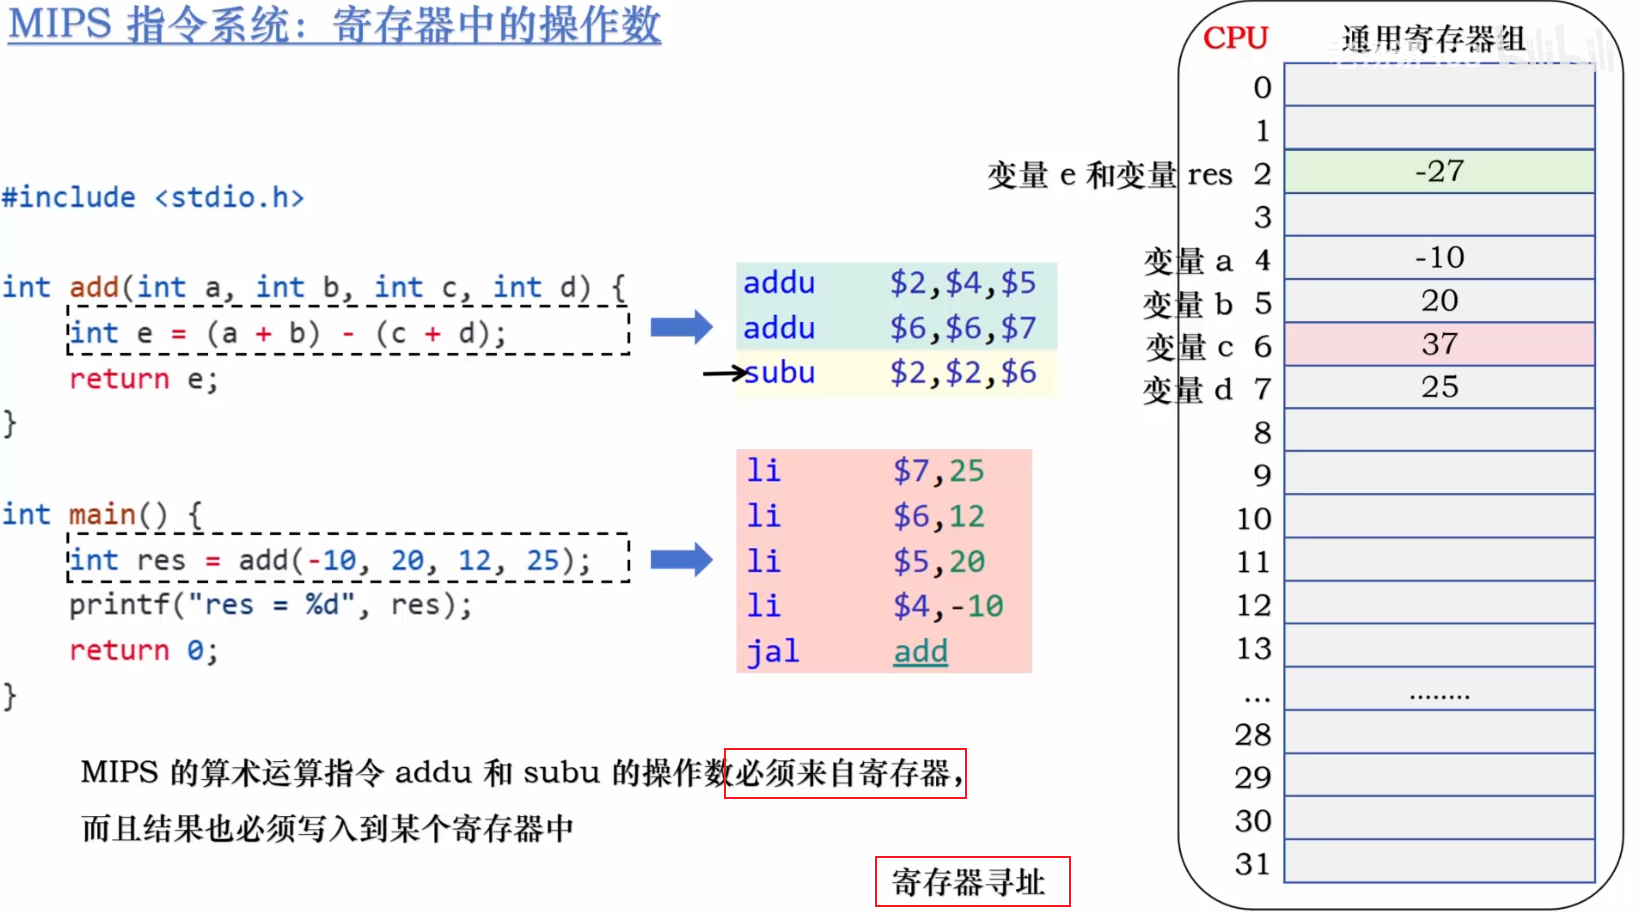 MIPS 指令系统：寄存器中的操作数
#include <stdio.h>
int add(int a, int b, int c, int d) {
int e = (a + b) - (c + d);
return e;
}
int main() {
int res = add(-10, 20, 12, 25);
printf("res = %d", res);
return 0;
}
addu $2,$4,$5
addu $6,$6,$7
subu $2,$2,$6
li $7,25
li $6,12
li $5,20
li $4,-10
jal add
MIPS 的算术运算指令 addu 和 subu 的操作数必须来自寄存器，
而且结果也必须写入到某个寄存器中
寄存器寻址
CPU 通用寄存器组
0
1
变量 e 和变量 res 2 -27
3
变量 a 4 -10
变量 b 5 20
变量 c 6 37
变量 d 7 25
8
9
10
11
12
13
... ........
28
29
30
31